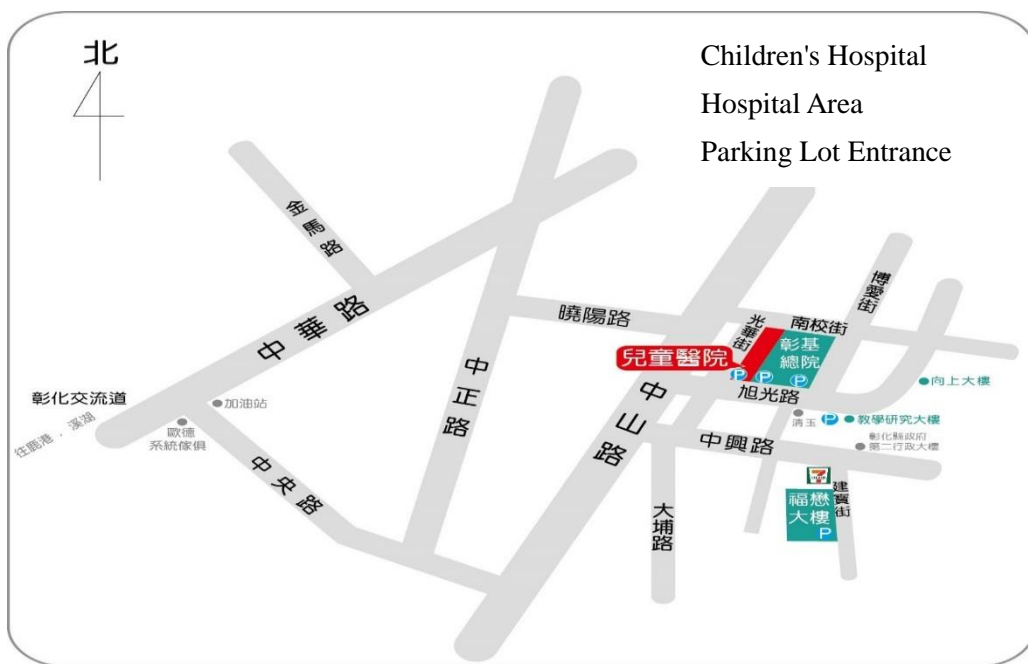 北
Children's Hospital
Hospital Area
Parking Lot Entrance
金馬路
中華路
博愛街
曉陽路
光華街
南校街
彰基
總院
兒童醫院
中正路
中山路
旭光路
向上大樓
彰化交流道
往鹿港﹐溪湖
加油站
歐德
系統傢俱
清玉
P
P
P
P
教學研究大樓
中興路
彰化縣政府
第二行政大樓
中央路
7
ELEVEN
建寶街
福懋
大樓
P
大埔路